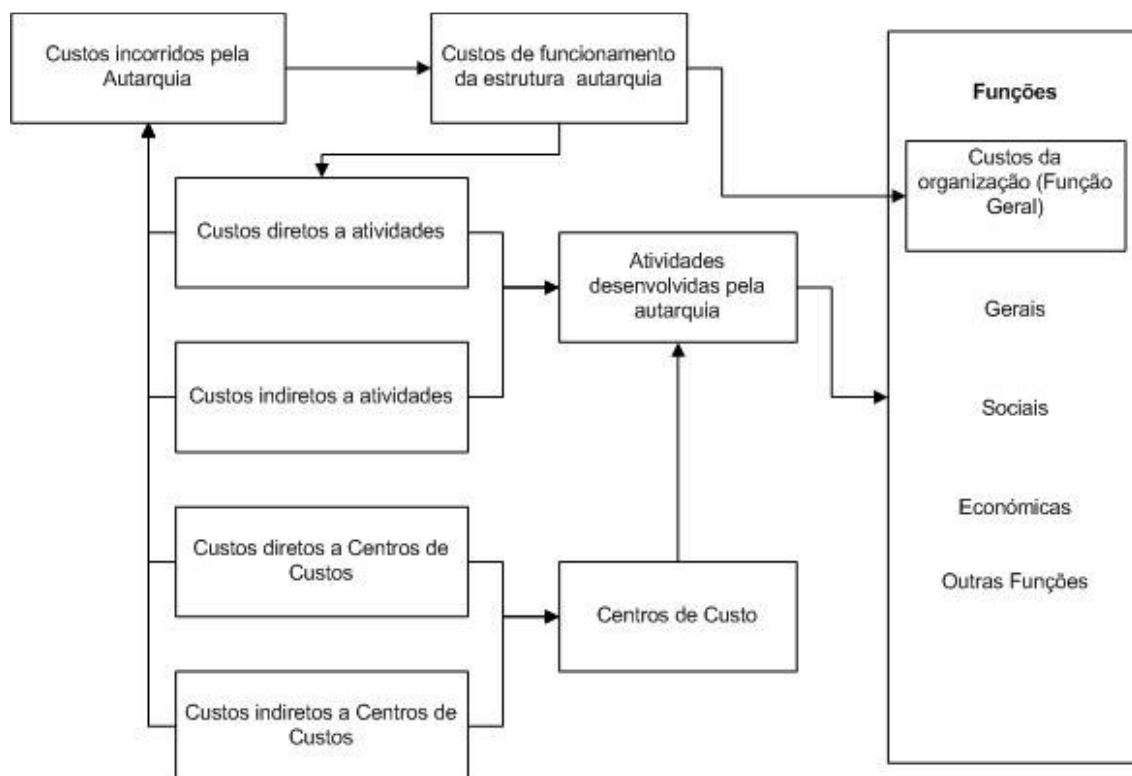 Custos incorridos pela
Autarquia
Custos de funcionamento
da estrutura autarquia
Funções
Custos da
organização (Função
Geral)
Custos diretos a atividades
Atividades
desenvolvidas pela
autarquia
Gerais
Custos indiretos a atividades
Sociais
Económicas
Custos diretos a Centros de
Custos
Centros de Custo
Outras Funções
Custos indiretos a Centros de
Custos